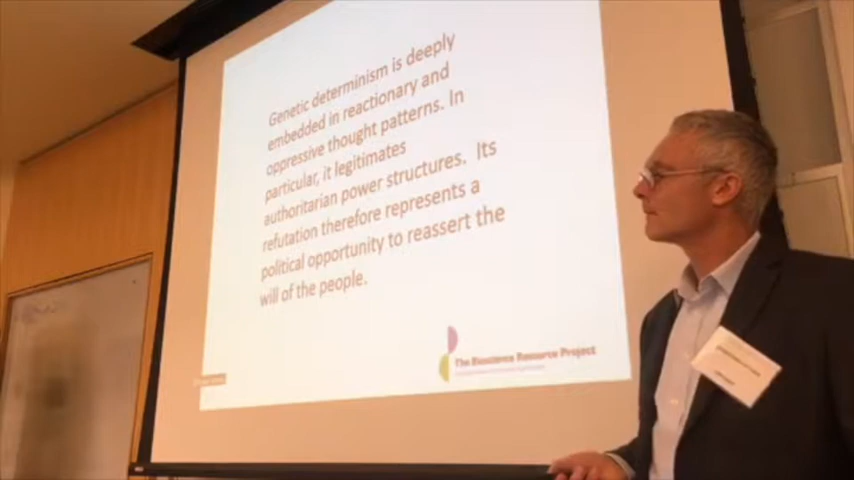 Genetic determinism is deeply
embedded in reactionary and
oppressive thought patterns. In
particular, it legitimates
authoritarian power structures. Its
refutation therefore represents a
political opportunity to reassert the
will of the people.
The Bioscience Resource Project